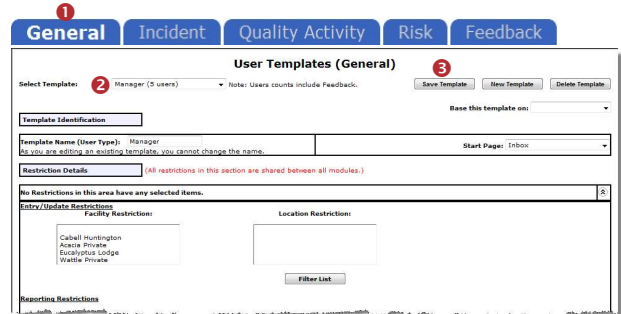 1
General Incident Quality Activity Risk Feedback
User Templates (General)
3
Select Template: 2 Manager (5 users) Note: Users counts include Feedback. Save Template New Template Delete Template
Base this template on:
Template Identification
Template Name (User Type): Manager
As you are editing an existing template, you cannot change the name.
Start Page: Inbox
Restriction Details (All restrictions in this section are shared between all modules.)
No Restrictions in this area have any selected items.
Entry/Update Restrictions
Facility Restriction: Location Restriction:
Cabell Huntington
Acacia Private
Eucalyptus Lodge
Wattle Private
Filter List
Reporting Restrictions